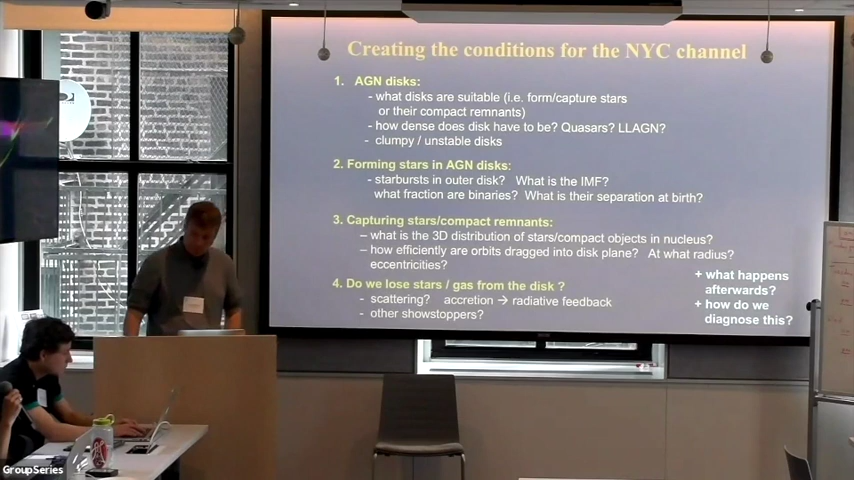 Creating the conditions for the NYC channel
1. AGN disks:
- what disks are suitable (i.e. form/capture stars
or their compact remnants)
- how dense does disk have to be? Quasars? LLAGN?
- clumpy / unstable disks
2. Forming stars in AGN disks:
- starbursts in outer disk? What is the IMF?
what fraction are binaries? What is their separation at birth?
3. Capturing stars/compact remnants:
– what is the 3D distribution of stars/compact objects in nucleus?
– how efficiently are orbits dragged into disk plane? At what radius?
eccentricities?
4. Do we lose stars / gas from the disk ?
- scattering? accretion → radiative feedback
- other showstoppers?
+ what happens
afterwards?
+ how do we
diagnose this?
GroupSeries